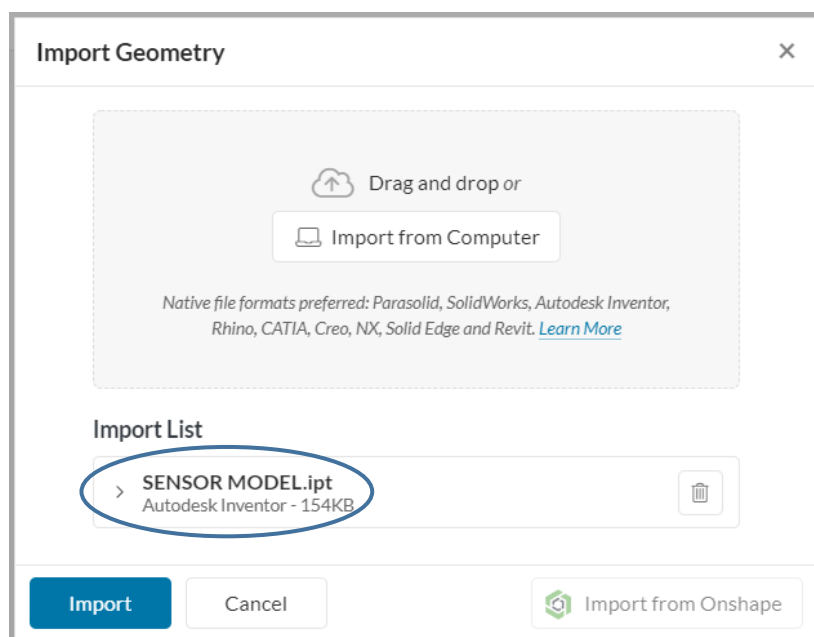 Import Geometry
Drag and drop or
Import from Computer
Native file formats preferred: Parasolid, SolidWorks, Autodesk Inventor,
Rhino, CATIA, Creo, NX, Solid Edge and Revit. Learn More
Import List
SENSOR MODEL.ipt
Autodesk Inventor - 154KB
Import
Cancel
Import from Onshape